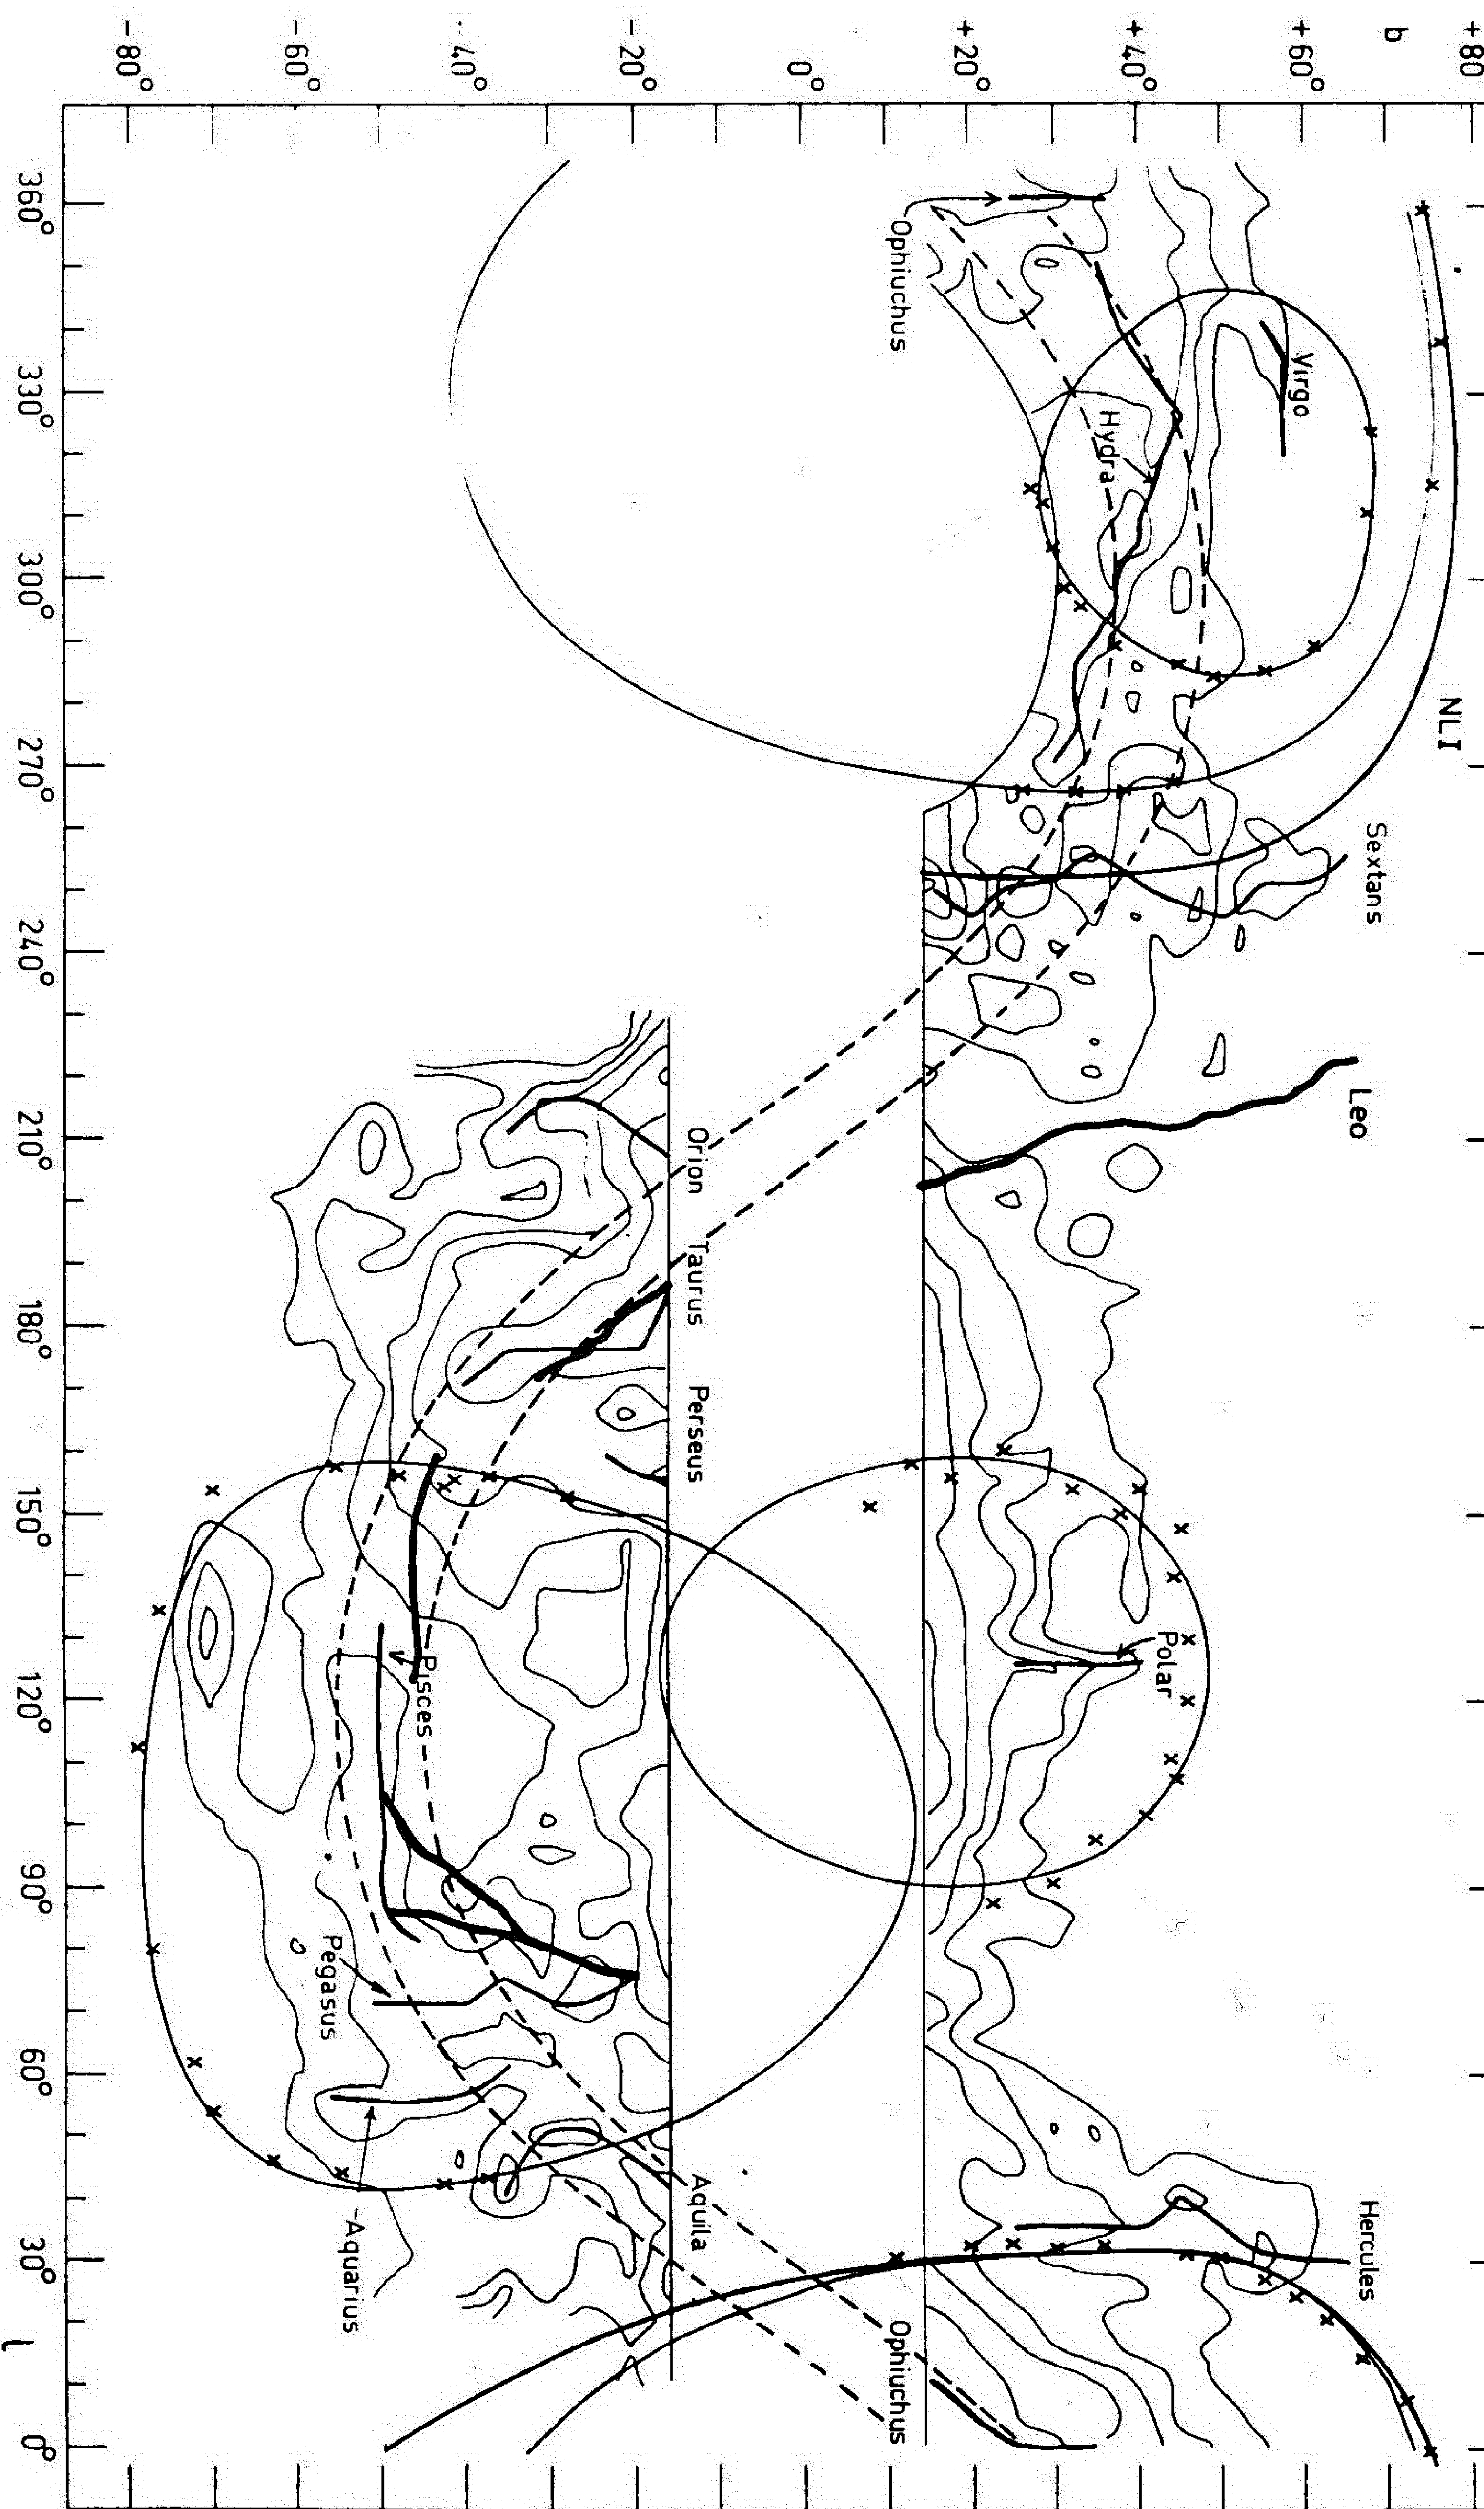 +80
+60°
+40°
+20°
0°
-20°
-40°
-60°
-80°
b
360°
330°
300°
270°
240°
210°
180°
150°
120°
90°
60°
30°
0°
l
Ophiuchus
Virgo
Hydra
NLI
Sextans
Leo
Orion
Taurus
Perseus
Polar
Pisces
Pegasus
Aquarius
Aquila
Hercules
Ophiuchus